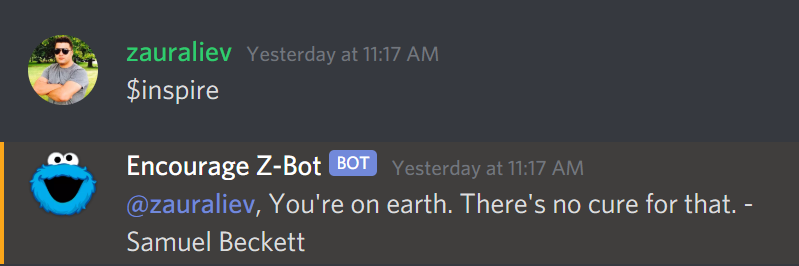 zauraliev Yesterday at 11:17 AM
$inspire
Encourage Z-Bot BOT Yesterday at 11:17 AM
@zauraliev, You're on earth. There's no cure for that. -
Samuel Beckett